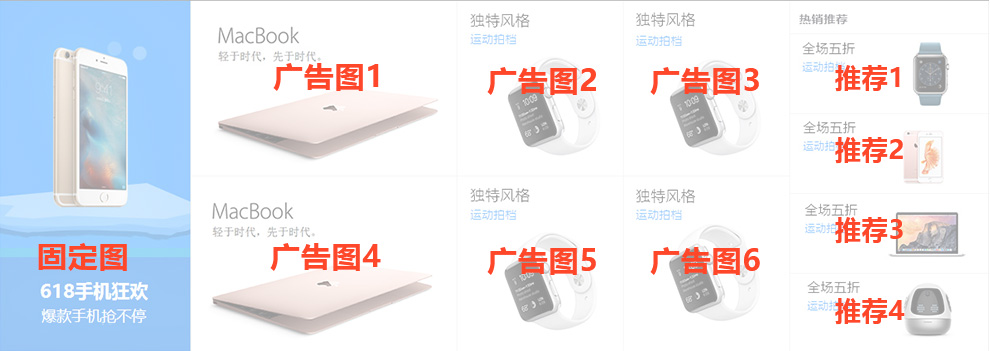 固定图
618手机狂欢
爆款手机抢不停
MacBook
轻于时代，先于时代。
广告图1
独特风格
运动拍档
广告图2
10:09
独特风格
运动拍档
广告图3
10:09
MacBook
轻于时代，先于时代。
广告图4
独特风格
运动拍档
广告图5
独特风格
运动拍档
广告图6
热销推荐
全场五折
运动拍
推荐1
全场五折
运动拍
推荐2
全场五折
运动拍
推荐3
全场五折
运动拍
推荐4